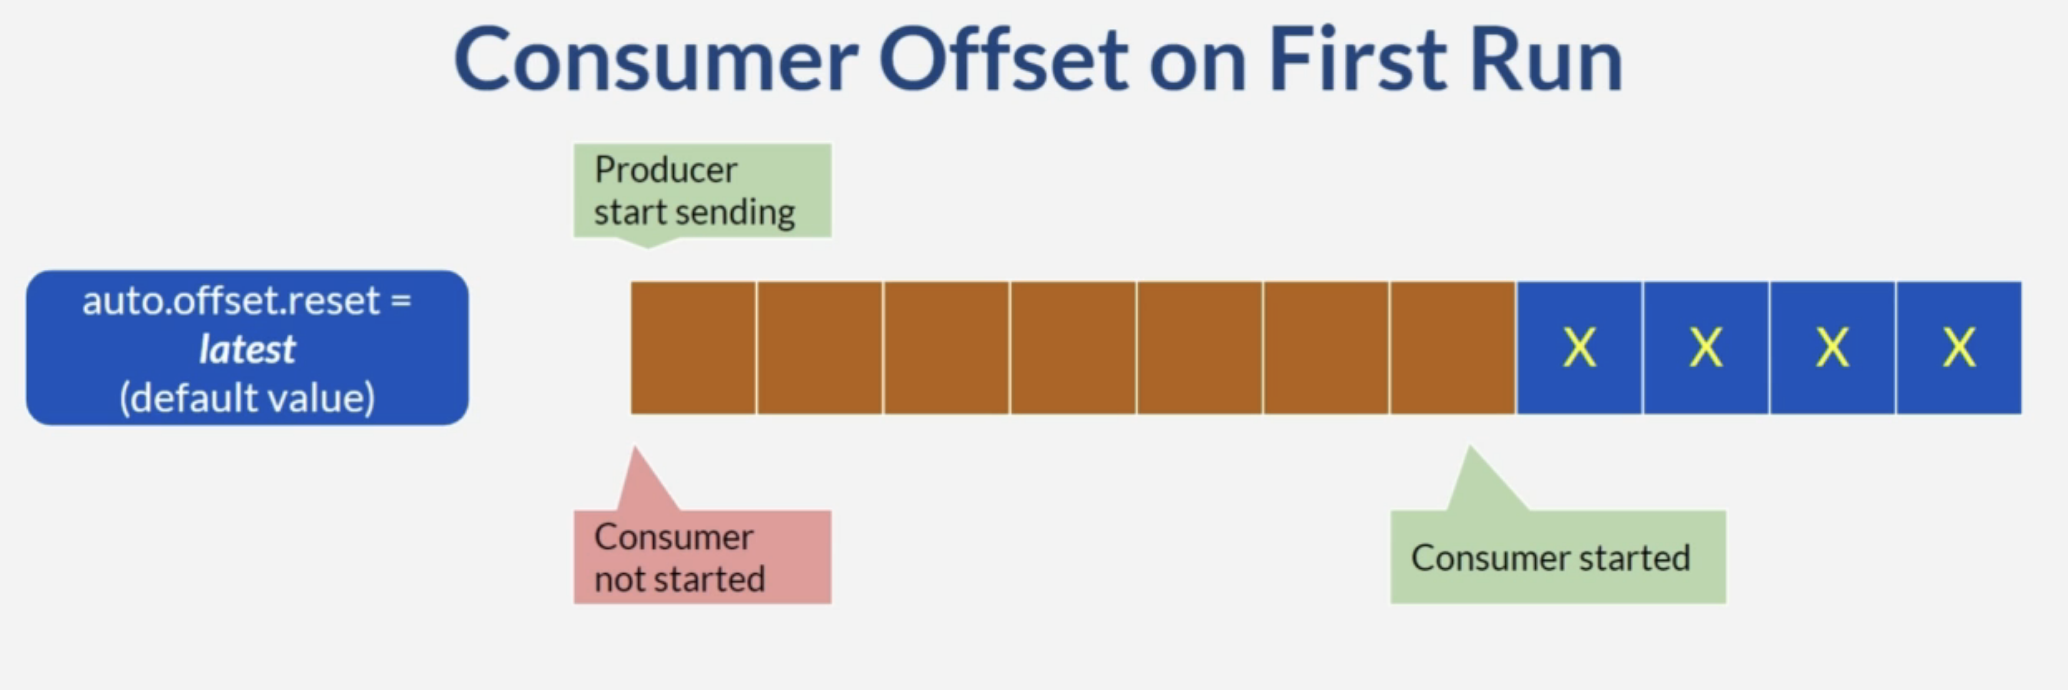 Consumer Offset on First Run
Producer
start sending
auto.offset.reset =
latest
(default value)
X X X X
Consumer
not started
Consumer started